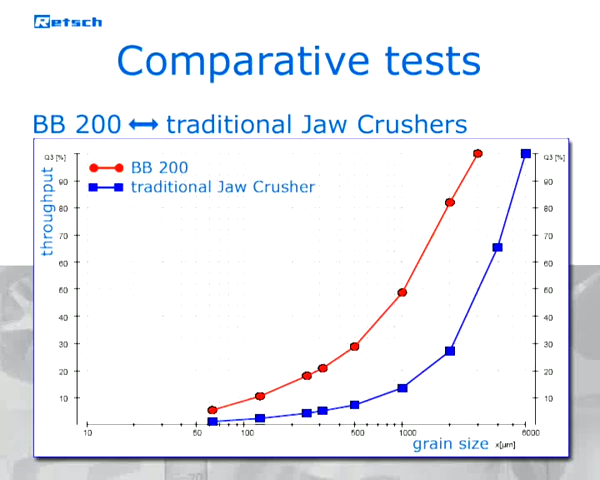 Retsch
Comparative tests
BB 200 ↔ traditional Jaw Crushers
Q3 [%]
Q3 [%]
BB 200
traditional Jaw Crusher
throughput
90
80
70
60
50
40
30
20
10
90
80
70
60
50
40
30
20
10
10
50
100
500
1000
6000
grain size x[µm]